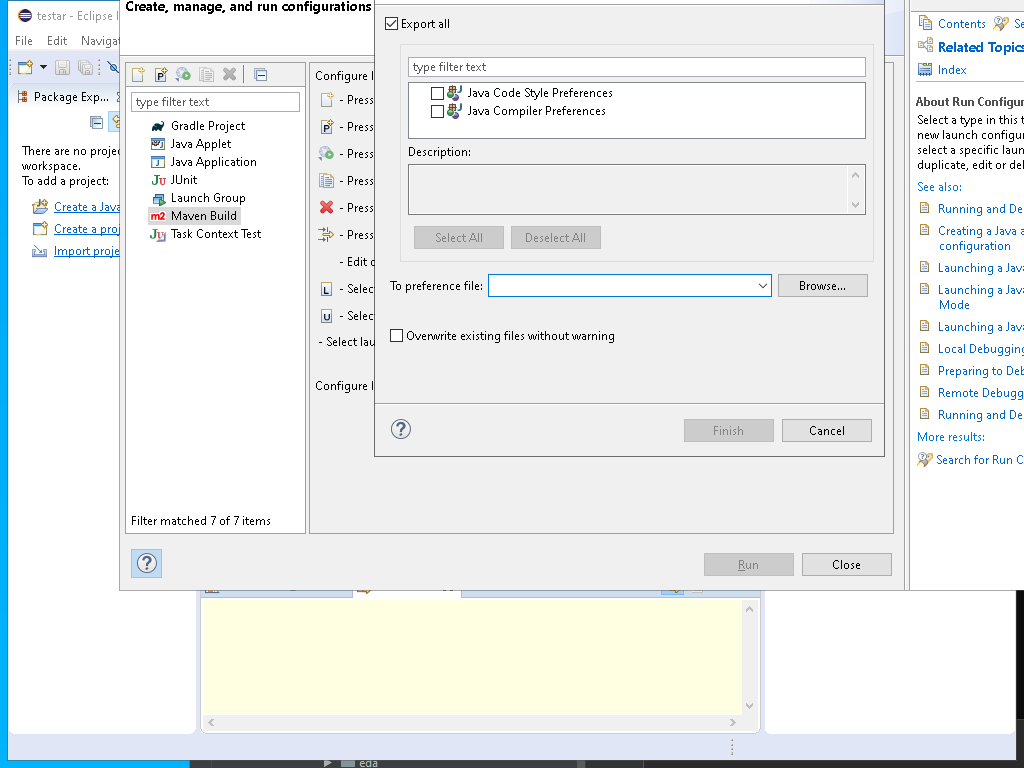 testar - Eclipse I
File Edit Navigat
Package Exp...
There are no proje
workspace.
To add a project:
Create a Java
Create a proj
Import proje
Create, manage, and run configurations
type filter text
Gradle Project
Java Applet
Java Application
JUnit
Launch Group
Maven Build
Task Context Test
Filter matched 7 of 7 items
Configure l
- Press
- Press
- Press
- Press
- Press
- Press
- Edit o
- Selec
- Selec
- Select lau
Configure l
Run
Close
Export all
type filter text
Java Code Style Preferences
Java Compiler Preferences
Description:
Select All
Deselect All
To preference file:
Browse...
Overwrite existing files without warning
Finish
Cancel
Contents Se
Related Topics
Index
About Run Configur
Select a type in this t
new launch configur
select a specific laun
duplicate, edit or del
See also:
Running and De
Creating a Java a
configuration
Launching a Java
Launching a Java
Mode
Launching a Java
Local Debugging
Preparing to Deb
Remote Debugg
Running and De
More results:
Search for Run C
eda